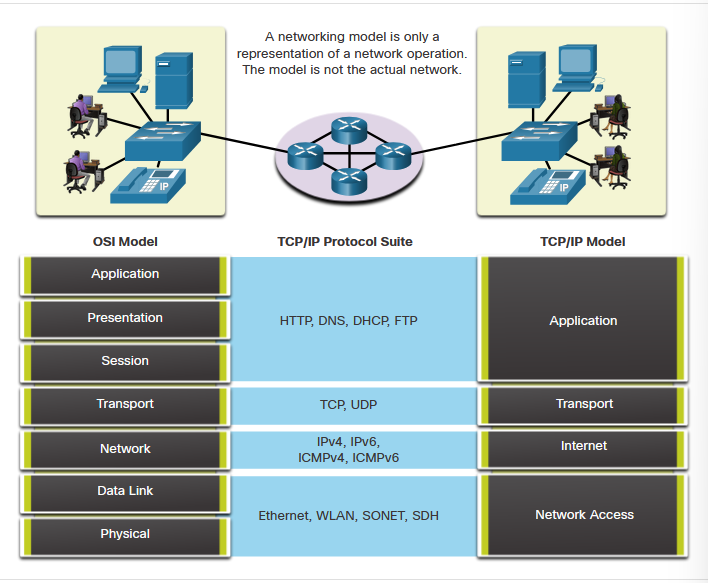 A networking model is only a
representation of a network operation.
The model is not the actual network.
IP
IP
OSI Model
TCP/IP Protocol Suite
TCP/IP Model
Application
Presentation
Session
HTTP, DNS, DHCP, FTP
Application
Transport
TCP, UDP
Transport
Network
IPv4, IPv6,
ICMPv4, ICMPv6
Internet
Data Link
Physical
Ethernet, WLAN, SONET, SDH
Network Access